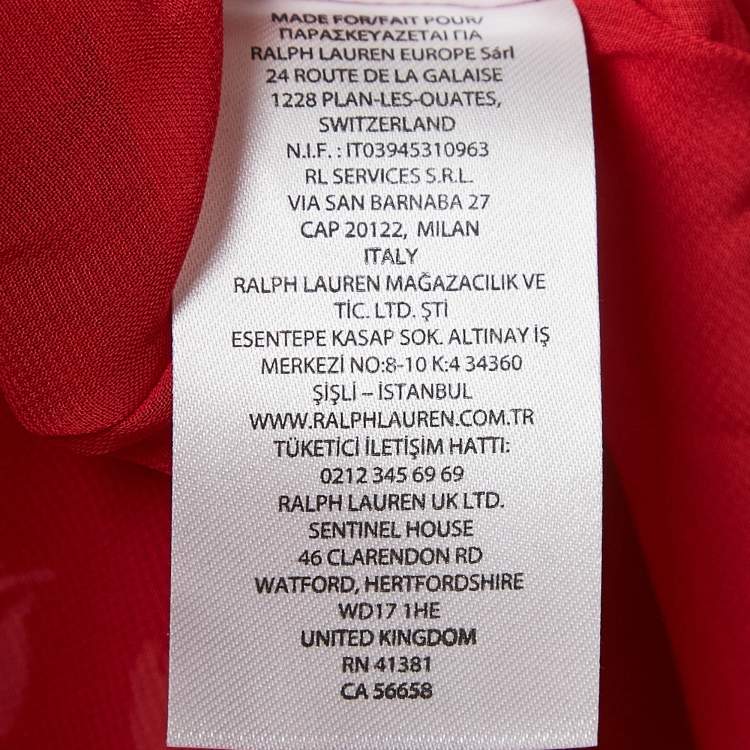 MADE FOR/FAIT POUR/
ΠΑΡΑΣΚΕΥΑΖΕΤΑΙ ΓΙΑ
RALPH LAUREN EUROPE Sárl
24 ROUTE DE LA GALAISE
1228 PLAN-LES-OUATES,
SWITZERLAND
N.I.F. : IT03945310963
RL SERVICES S.R.L.
VIA SAN BARNABA 27
CAP 20122, MILAN
ITALY
RALPH LAUREN MAĞAZACILIK VE
TİC. LTD. ŞTİ
ESENTEPE KASAP SOK. ALTINAY İŞ
MERKEZİ NO:8-10 K:4 34360
ŞİŞLİ – İSTANBUL
WWW.RALPHLAUREN.COM.TR
TÜKETİCİ İLETİŞİM HATTI:
0212 345 69 69
RALPH LAUREN UK LTD.
SENTINEL HOUSE
46 CLARENDON RD
WATFORD, HERTFORDSHIRE
WD17 1HE
UNITED KINGDOM
RN 41381
CA 56658